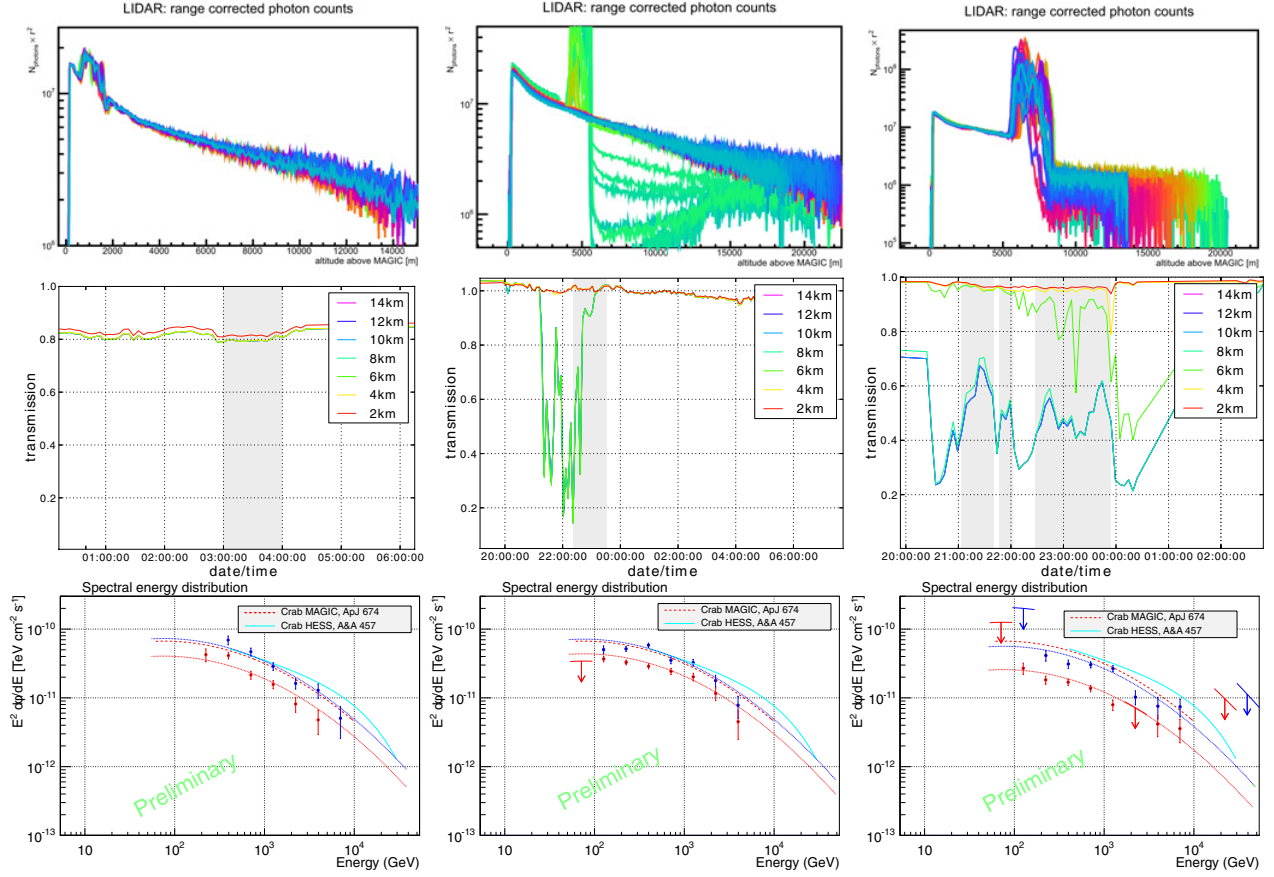 LIDAR: range corrected photon counts
N photons × r²
10⁷
10⁶
0 2000 4000 6000 8000 10000 12000 14000
altitude above MAGIC [m]
LIDAR: range corrected photon counts
N photons × r²
10⁷
10⁶
0 5000 10000 15000 20000
altitude above MAGIC [m]
LIDAR: range corrected photon counts
N photons × r²
10⁸
10⁷
10⁶
10⁵
0 5000 10000 15000 20000
altitude above MAGIC [m]
1.0
0.8
0.6
0.4
0.2
transmission
14km
12km
10km
8km
6km
4km
2km
01:00:00 02:00:00 03:00:00 04:00:00 05:00:00 06:00:00
date/time
1.0
0.8
0.6
0.4
0.2
transmission
14km
12km
10km
8km
6km
4km
2km
20:00:00 22:00:00 00:00:00 02:00:00 04:00:00 06:00:00
date/time
1.0
0.8
0.6
0.4
0.2
transmission
14km
12km
10km
8km
6km
4km
2km
20:00:00 21:00:00 22:00:00 23:00:00 00:00:00 01:00:00 02:00:00
date/time
Spectral energy distribution
E² dφ/dE [TeV cm⁻² s⁻¹]
10⁻¹⁰
10⁻¹¹
10⁻¹²
10⁻¹³
Crab MAGIC, ApJ 674
Crab HESS, A&A 457
Preliminary
10 10² 10³ 10⁴
Energy (GeV)
Spectral energy distribution
E² dφ/dE [TeV cm⁻² s⁻¹]
10⁻¹⁰
10⁻¹¹
10⁻¹²
10⁻¹³
Crab MAGIC, ApJ 674
Crab HESS, A&A 457
Preliminary
10 10² 10³ 10⁴
Energy (GeV)
Spectral energy distribution
E² dφ/dE [TeV cm⁻² s⁻¹]
10⁻¹⁰
10⁻¹¹
10⁻¹²
10⁻¹³
Crab MAGIC, ApJ 674
Crab HESS, A&A 457
Preliminary
10 10² 10³ 10⁴
Energy (GeV)